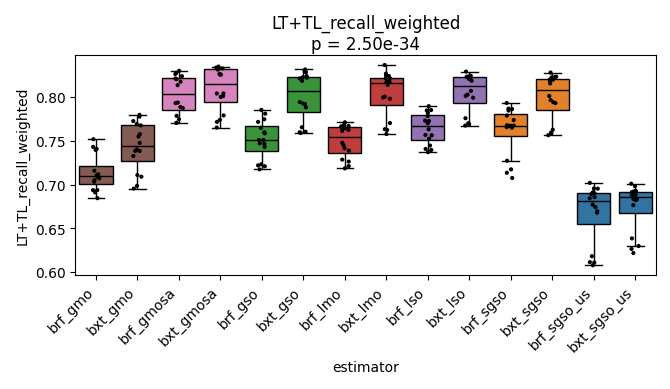 LT+TL_recall_weighted
p = 2.50e-34
LT+TL_recall_weighted
0.80
0.75
0.70
0.65
0.60
brf_gmo
bxt_gmo
brf_gmosa
bxt_gmosa
brf_gso
bxt_gso
brf_lmo
bxt_lmo
brf_lso
bxt_lso
brf_sgso
bxt_sgso
brf_sgso_us
bxt_sgso_us
estimator